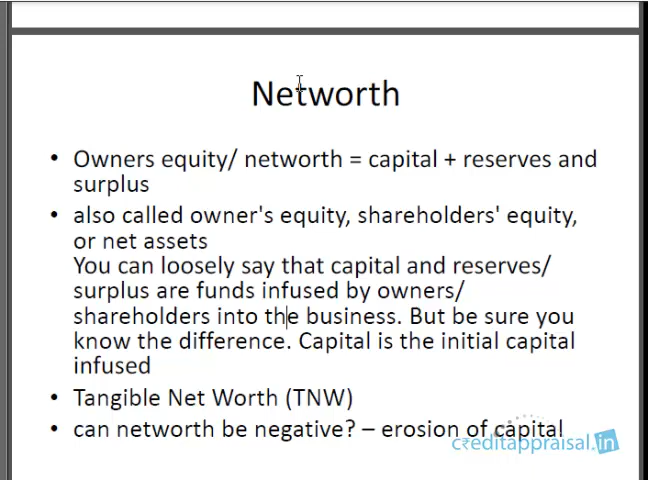 Networth
• Owners equity/ networth = capital + reserves and
surplus
• also called owner's equity, shareholders' equity,
or net assets
You can loosely say that capital and reserves/
surplus are funds infused by owners/
shareholders into the business. But be sure you
know the difference. Capital is the initial capital
infused
• Tangible Net Worth (TNW)
• can networth be negative? – erosion of capital
c₹editappraisal.in